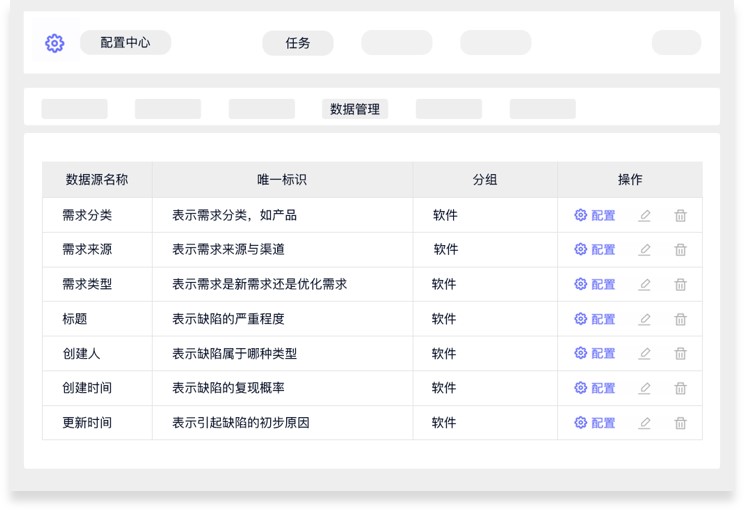 配置中心 任务
数据管理
数据源名称 唯一标识 分组 操作
需求分类 表示需求分类，如产品 软件 配置
需求来源 表示需求来源与渠道 软件 配置
需求类型 表示需求是新需求还是优化需求 软件 配置
标题 表示缺陷的严重程度 软件 配置
创建人 表示缺陷属于哪种类型 软件 配置
创建时间 表示缺陷的复现概率 软件 配置
更新时间 表示引起缺陷的初步原因 软件 配置